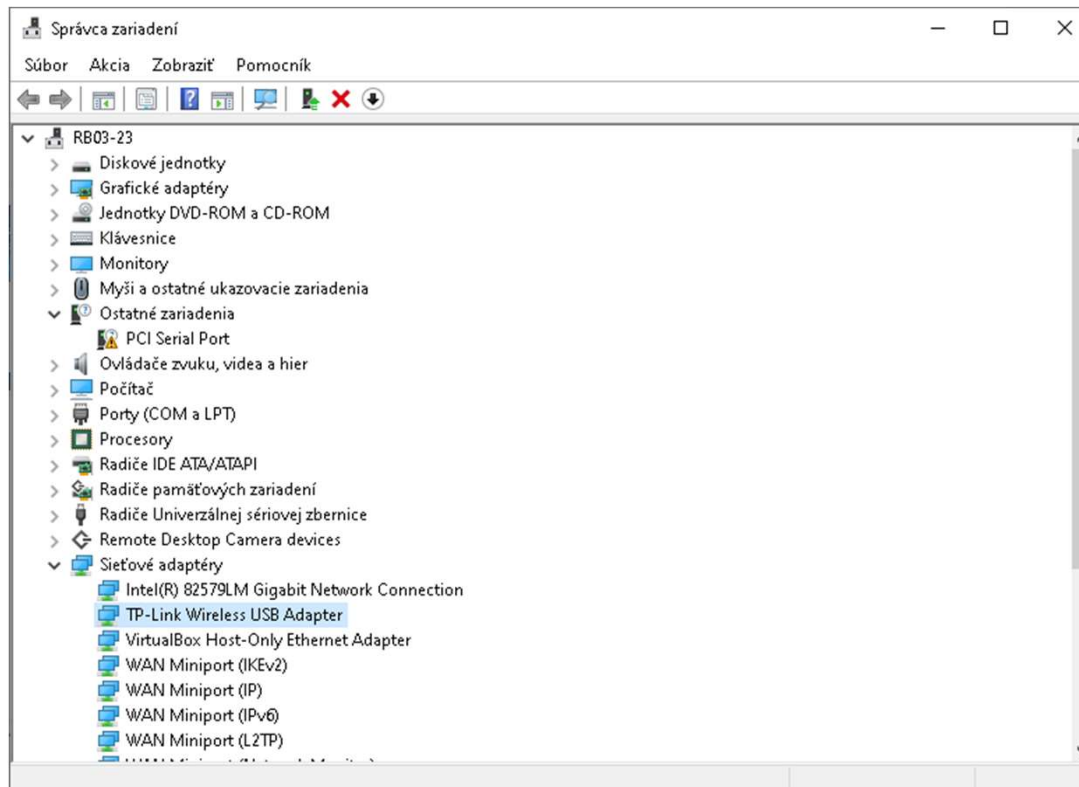 Správca zariadení
Súbor Akcia Zobraziť Pomocník
RB03-23
Diskové jednotky
Grafické adaptéry
Jednotky DVD-ROM a CD-ROM
Klávesnice
Monitory
Myši a ostatné ukazovacie zariadenia
Ostatné zariadenia
PCI Serial Port
Ovládače zvuku, videa a hier
Počítač
Porty (COM a LPT)
Procesory
Radiče IDE ATA/ATAPI
Radiče pamäťových zariadení
Radiče Univerzálnej sériovej zbernice
Remote Desktop Camera devices
Sieťové adaptéry
Intel(R) 82579LM Gigabit Network Connection
TP-Link Wireless USB Adapter
VirtualBox Host-Only Ethernet Adapter
WAN Miniport (IKEv2)
WAN Miniport (IP)
WAN Miniport (IPv6)
WAN Miniport (L2TP)